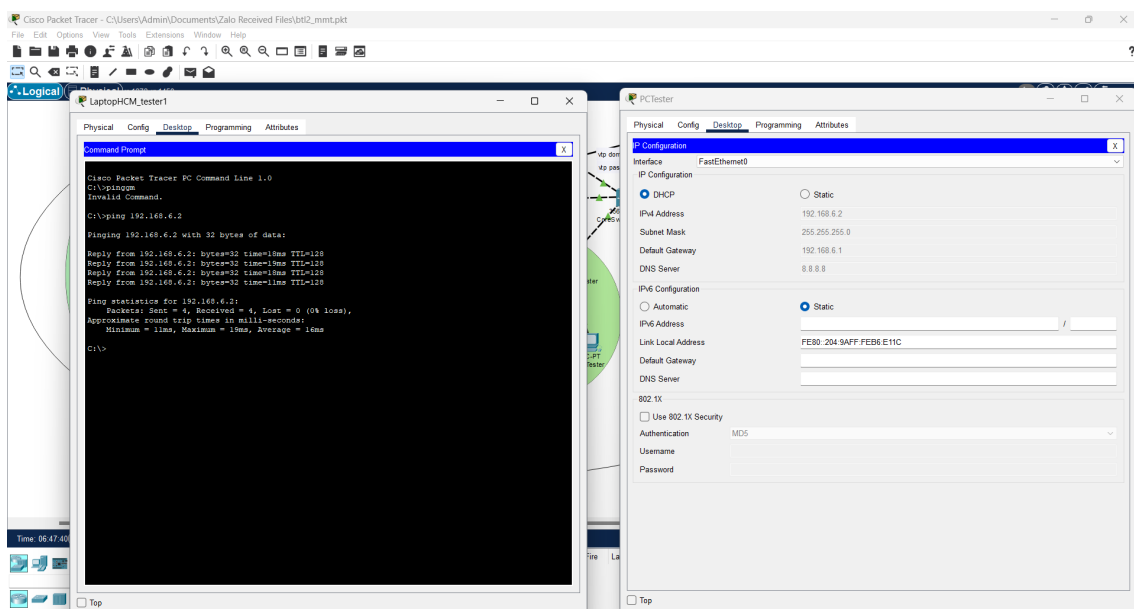 Cisco Packet Tracer - C:\Users\Admin\Documents\Zalo Received Files\btl2_mmt.pkt
File Edit Options View Tools Extensions Window Help
?
Logical
LaptopHCM_tester1
Physical Config Desktop Programming Attributes
Command Prompt X
Cisco Packet Tracer PC Command Line 1.0
C:\>pinggm
Invalid Command.
C:\>ping 192.168.6.2
Pinging 192.168.6.2 with 32 bytes of data:
Reply from 192.168.6.2: bytes=32 time=18ms TTL=128
Reply from 192.168.6.2: bytes=32 time=19ms TTL=128
Reply from 192.168.6.2: bytes=32 time=18ms TTL=128
Reply from 192.168.6.2: bytes=32 time=11ms TTL=128
Ping statistics for 192.168.6.2:
Packets: Sent = 4, Received = 4, Lost = 0 (0% loss),
Approximate round trip times in milli-seconds:
Minimum = 11ms, Maximum = 19ms, Average = 16ms
C:\>
Top
vtp dom
vtp pas
C-PT
Tester
Fire La
PCTester
Physical Config Desktop Programming Attributes
IP Configuration X
Interface FastEthernet0
IP Configuration
DHCP Static
IPv4 Address 192.168.6.2
Subnet Mask 255.255.255.0
Default Gateway 192.168.6.1
DNS Server 8.8.8.8
IPv6 Configuration
Automatic Static
IPv6 Address /
Link Local Address FE80::204:9AFF:FEB6:E11C
Default Gateway
DNS Server
802.1X
Use 802.1X Security
Authentication MD5
Username
Password
Top
Time: 06:47:40